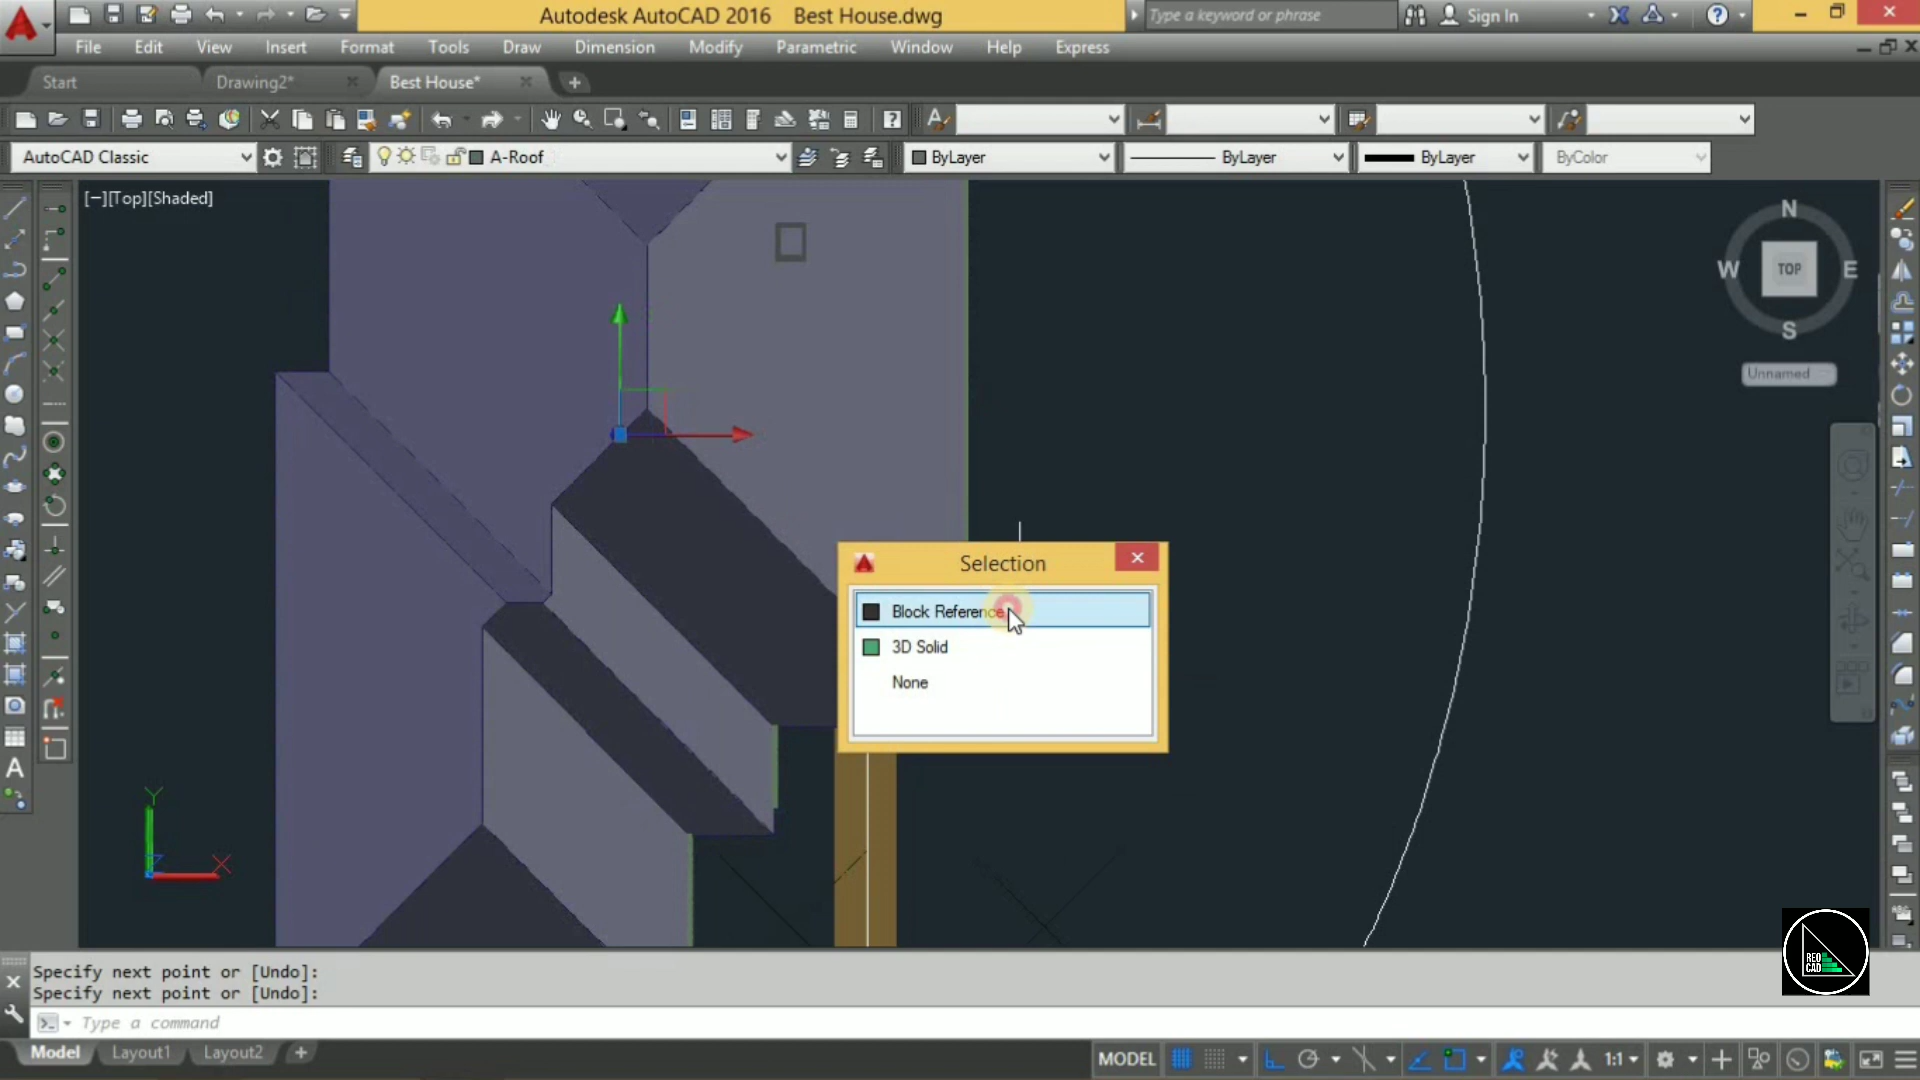 Autodesk AutoCAD 2016 Best House.dwg
Type a keyword or phrase
Sign In
File Edit View Insert Format Tools Draw Dimension Modify Parametric Window Help Express
Start Drawing2* Best House*
AutoCAD Classic
A-Roof
ByLayer
ByLayer
ByLayer
ByColor
[−][Top][Shaded]
N
W TOP E
S
Unnamed
Selection
Block Reference
3D Solid
None
Y
Z X
REO
CAD
Specify next point or [Undo]:
Specify next point or [Undo]:
Type a command
Model Layout1 Layout2 +
MODEL
1:1